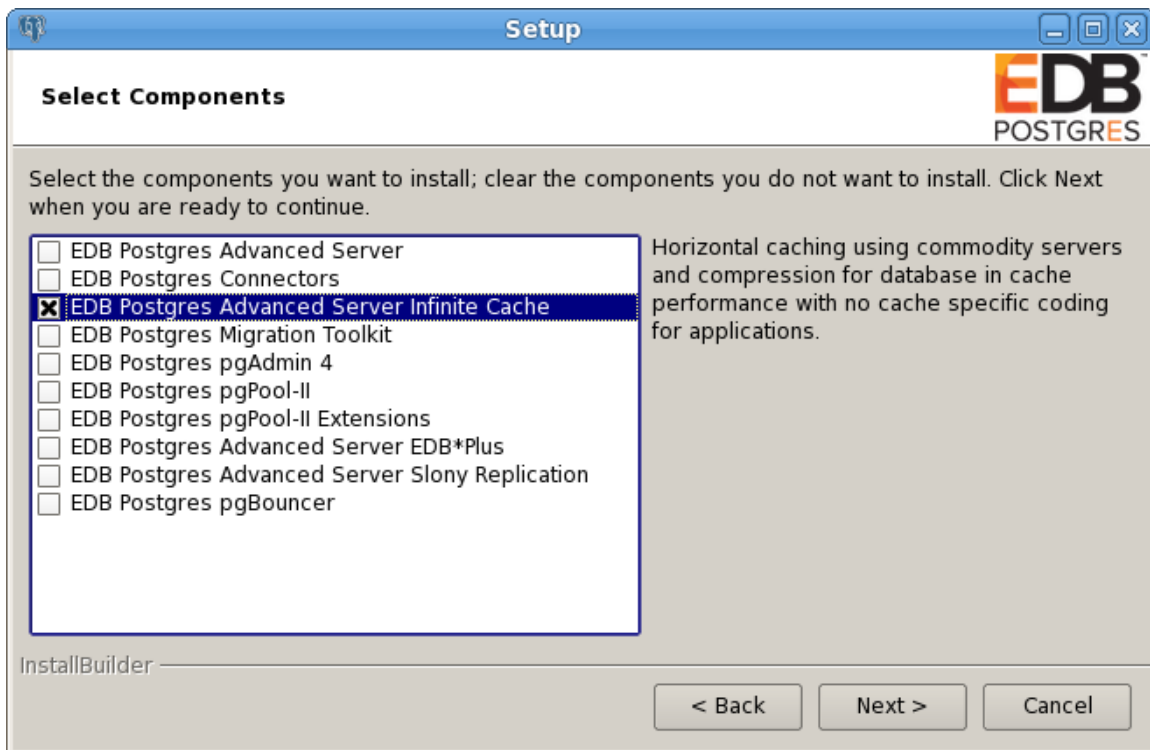 Setup
Select Components
EDB
POSTGRES
Select the components you want to install; clear the components you do not want to install. Click Next
when you are ready to continue.
EDB Postgres Advanced Server
EDB Postgres Connectors
EDB Postgres Advanced Server Infinite Cache
EDB Postgres Migration Toolkit
EDB Postgres pgAdmin 4
EDB Postgres pgPool-II
EDB Postgres pgPool-II Extensions
EDB Postgres Advanced Server EDB*Plus
EDB Postgres Advanced Server Slony Replication
EDB Postgres pgBouncer
Horizontal caching using commodity servers
and compression for database in cache
performance with no cache specific coding
for applications.
InstallBuilder
< Back
Next >
Cancel